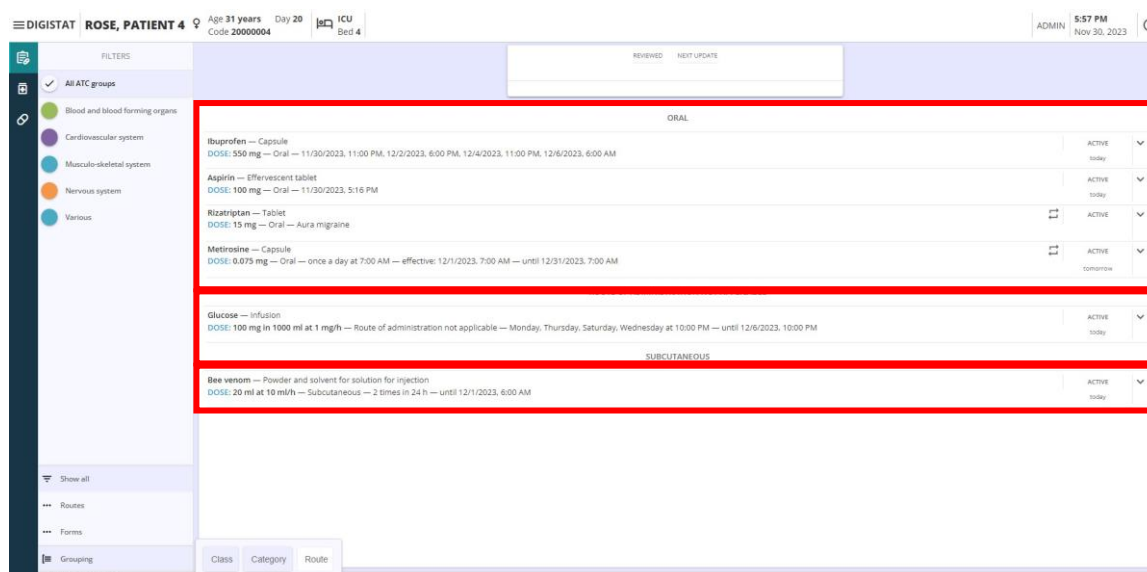 DIGISTAT ROSE, PATIENT 4 Age 31 years Day 20 ICU ADMIN 5:57 PM
Code 20000004 Bed 4 Nov 30, 2023
FILTERS
All ATC groups
Blood and blood forming organs
Cardiovascular system
Musculo-skeletal system
Nervous system
Various
Show all
Routes
Forms
Grouping
REVIEWED NEXT UPDATE
ORAL
Ibuprofen — Capsule ACTIVE
DOSE: 550 mg — Oral — 11/30/2023, 11:00 PM, 12/2/2023, 6:00 PM, 12/4/2023, 11:00 PM, 12/6/2023, 6:00 AM today
Aspirin — Effervescent tablet ACTIVE
DOSE: 100 mg — Oral — 11/30/2023, 5:16 PM today
Rizatriptan — Tablet ACTIVE
DOSE: 15 mg — Oral — Aura migraine
Metirosine — Capsule ACTIVE
DOSE: 0.075 mg — Oral — once a day at 7:00 AM — effective: 12/1/2023, 7:00 AM — until 12/31/2023, 7:00 AM tomorrow
Glucose — Infusion ACTIVE
DOSE: 100 mg in 1000 ml at 1 mg/h — Route of administration not applicable — Monday, Thursday, Saturday, Wednesday at 10:00 PM — until 12/6/2023, 10:00 PM today
SUBCUTANEOUS
Bee venom — Powder and solvent for solution for injection ACTIVE
DOSE: 20 ml at 10 ml/h — Subcutaneous — 2 times in 24 h — until 12/1/2023, 6:00 AM today
Class Category Route